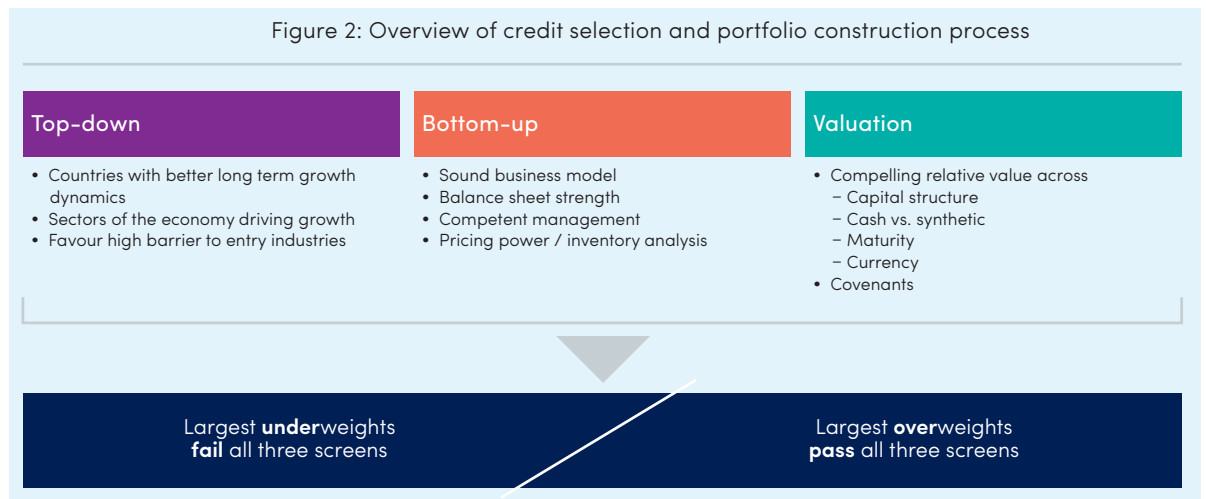 Figure 2: Overview of credit selection and portfolio construction process
Top-down
• Countries with better long term growth
dynamics
• Sectors of the economy driving growth
• Favour high barrier to entry industries
Bottom-up
• Sound business model
• Balance sheet strength
• Competent management
• Pricing power / inventory analysis
Valuation
• Compelling relative value across
– Capital structure
– Cash vs. synthetic
– Maturity
– Currency
• Covenants
Largest underweights
fail all three screens
Largest overweights
pass all three screens